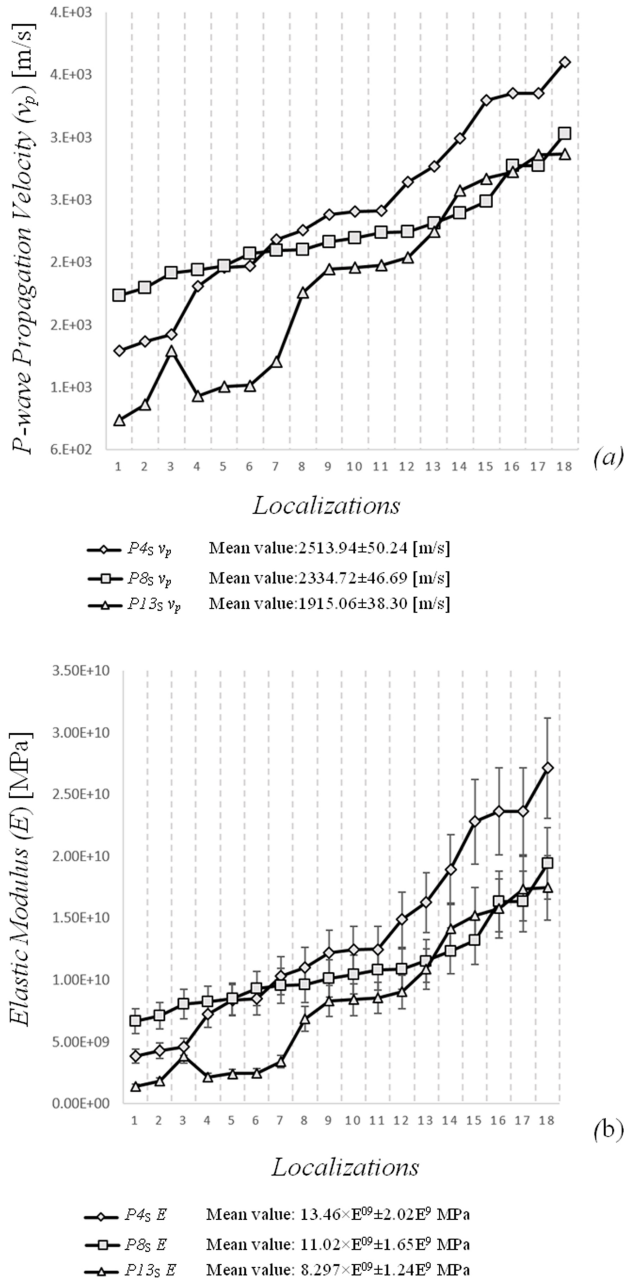 4.E+03
4.E+03
3.E+03
3.E+03
2.E+03
2.E+03
1.E+03
6.E+02
P-wave Propagation Velocity (vp) [m/s]
1 2 3 4 5 6 7 8 9 10 11 12 13 14 15 16 17 18
(a)
Localizations
P4S vp Mean value:2513.94±50.24 [m/s]
P8S vp Mean value:2334.72±46.69 [m/s]
P13S vp Mean value:1915.06±38.30 [m/s]
3.50E+10
3.00E+10
2.50E+10
2.00E+10
1.50E+10
1.00E+10
5.00E+09
0.00E+00
Elastic Modulus (E) [MPa]
1 2 3 4 5 6 7 8 9 10 11 12 13 14 15 16 17 18
(b)
Localizations
P4S E Mean value: 13.46×E09±2.02E9 MPa
P8S E Mean value: 11.02×E09±1.65E9 MPa
P13S E Mean value: 8.297×E09±1.24E9 MPa